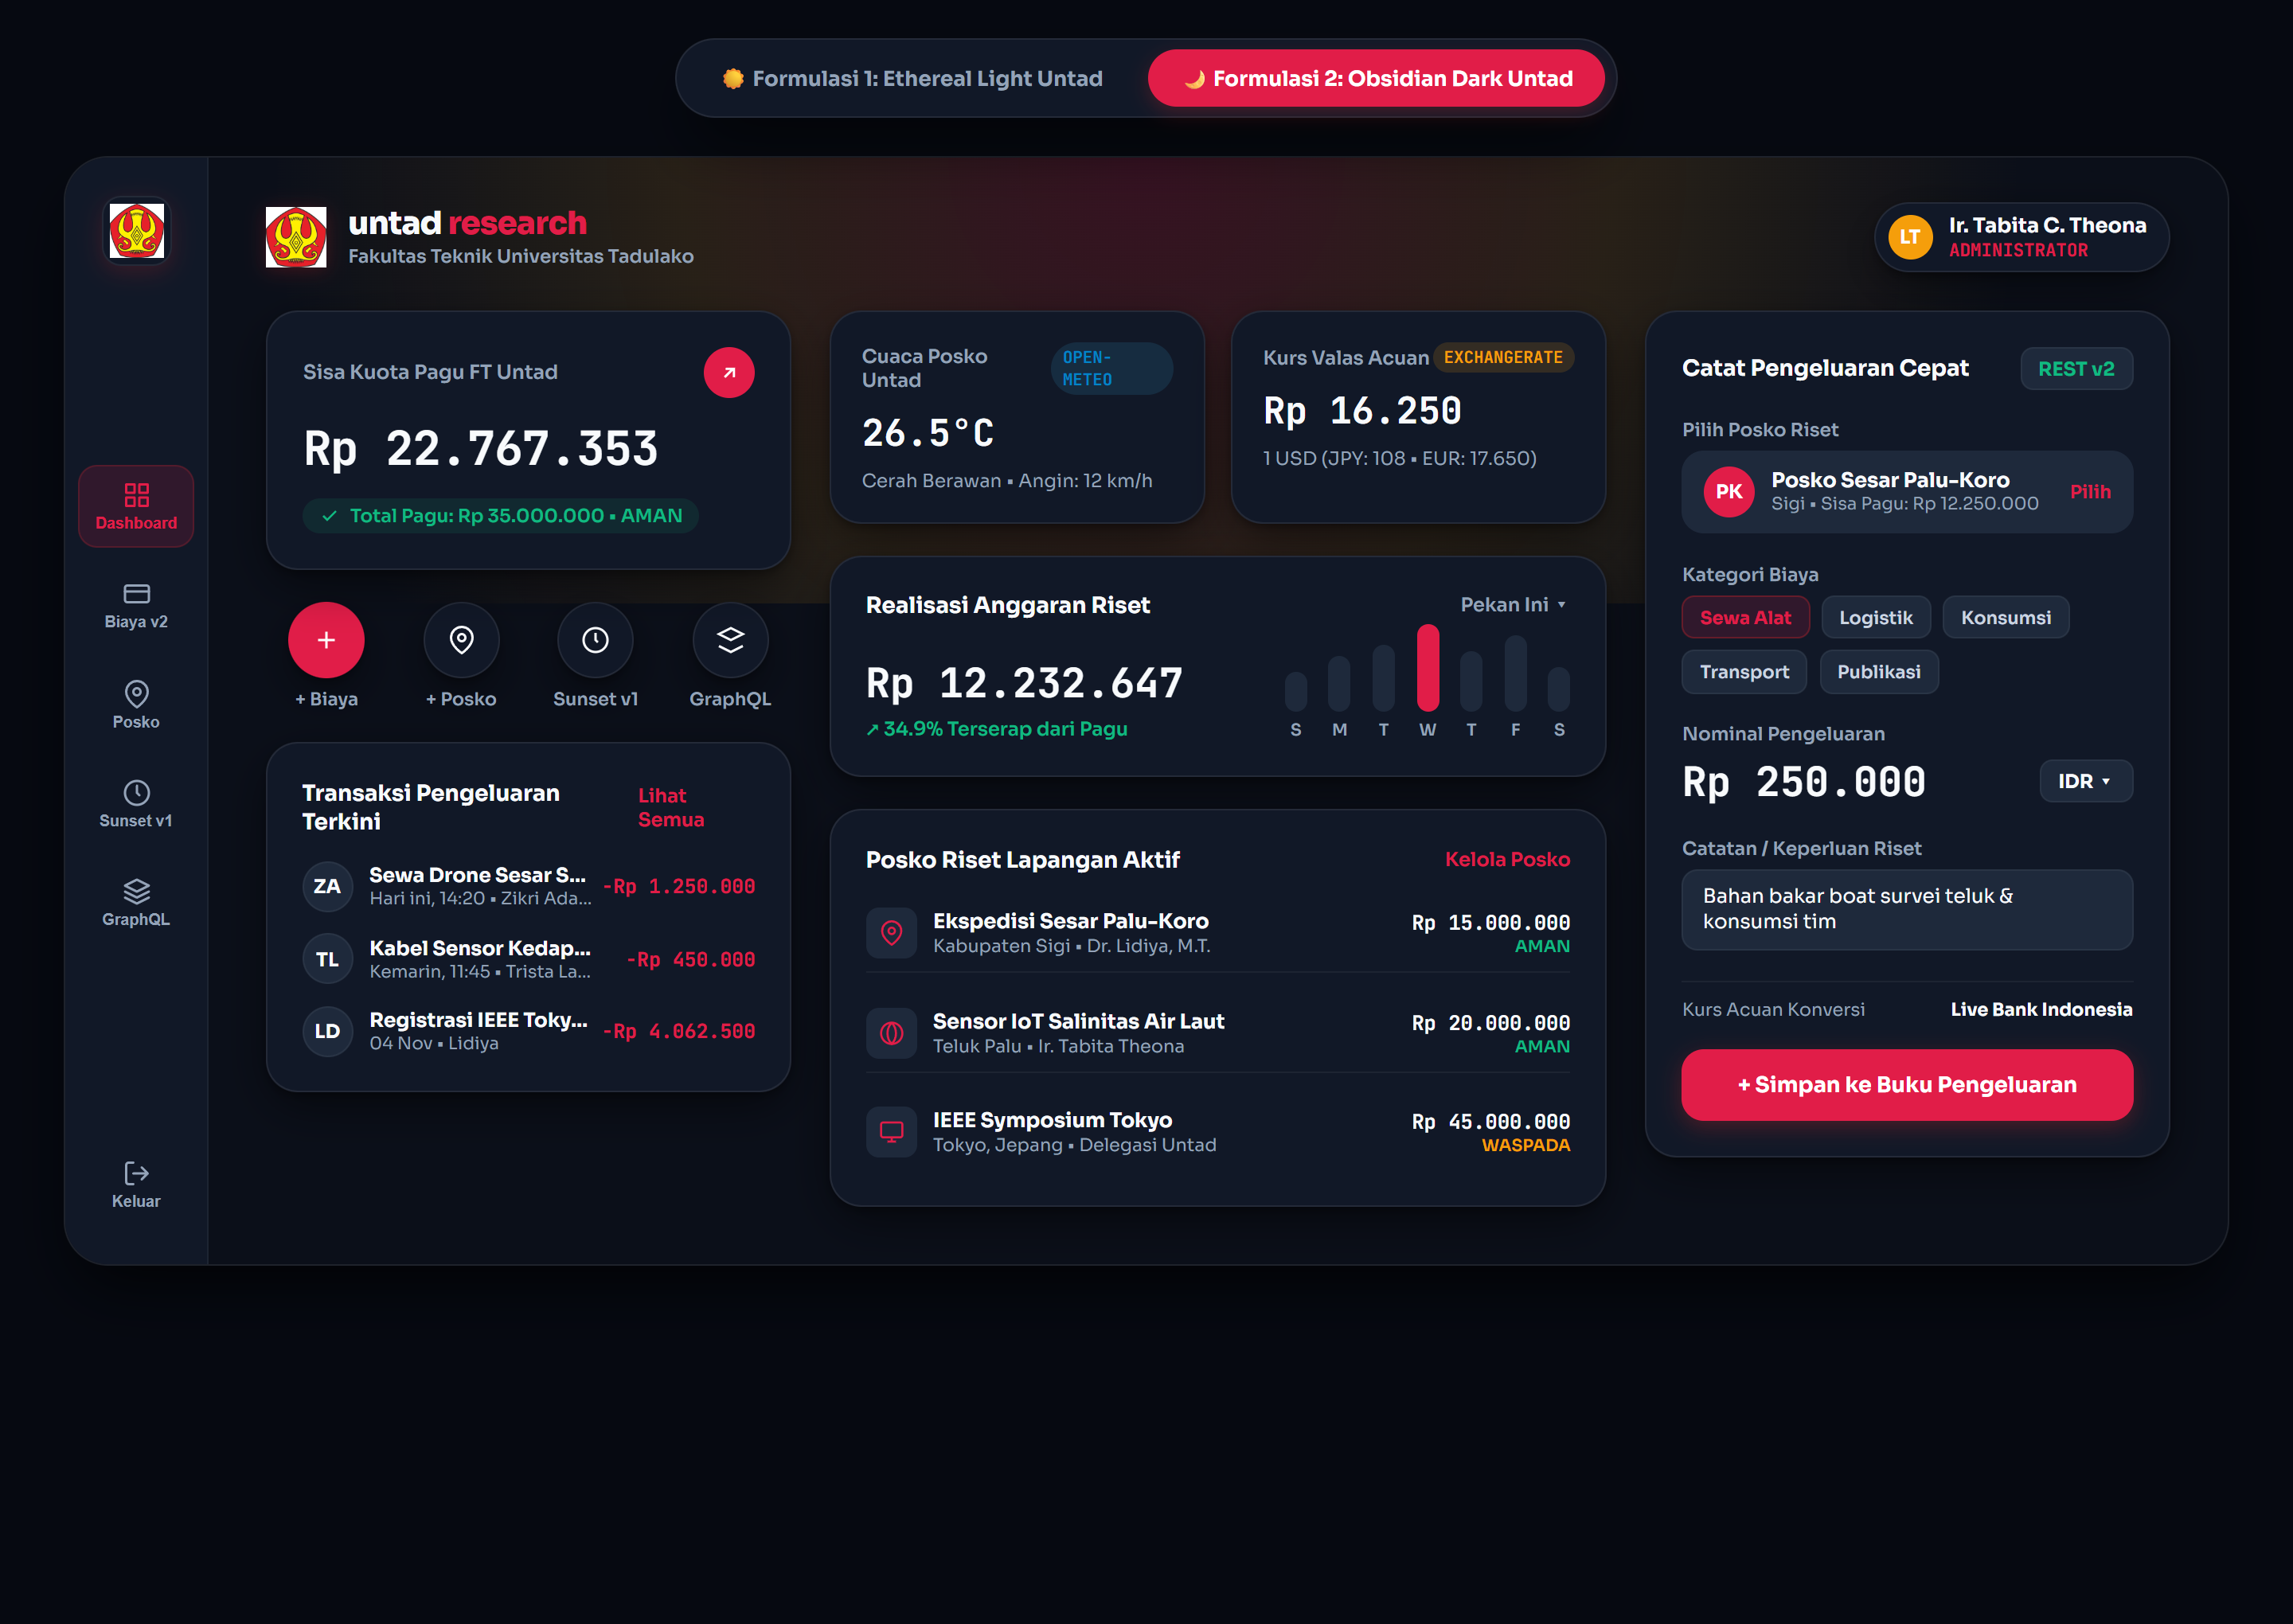 Formulasi 1: Ethereal Light Untad
Formulasi 2: Obsidian Dark Untad
untad research
Fakultas Teknik Universitas Tadulako
LT
Ir. Tabita C. Theona
ADMINISTRATOR
Dashboard
Biaya v2
Posko
Sunset v1
GraphQL
Keluar
Sisa Kuota Pagu FT Untad
Rp 22.767.353
Total Pagu: Rp 35.000.000 • AMAN
+
+ Biaya
+ Posko
Sunset v1
GraphQL
Transaksi Pengeluaran
Terkini
Lihat
Semua
ZA
Sewa Drone Sesar S...
Hari ini, 14:20 • Zikri Ada...
-Rp 1.250.000
TL
Kabel Sensor Kedap...
Kemarin, 11:45 • Trista La...
-Rp 450.000
LD
Registrasi IEEE Toky...
04 Nov • Lidiya
-Rp 4.062.500
Cuaca Posko
Untad
OPEN-
METEO
26.5°C
Cerah Berawan • Angin: 12 km/h
Kurs Valas Acuan
EXCHANGERATE
Rp 16.250
1 USD (JPY: 108 • EUR: 17.650)
Realisasi Anggaran Riset
Pekan Ini ▾
Rp 12.232.647
↗ 34.9% Terserap dari Pagu
S M T W T F S
Posko Riset Lapangan Aktif
Kelola Posko
Ekspedisi Sesar Palu-Koro
Kabupaten Sigi • Dr. Lidiya, M.T.
Rp 15.000.000
AMAN
Sensor IoT Salinitas Air Laut
Teluk Palu • Ir. Tabita Theona
Rp 20.000.000
AMAN
IEEE Symposium Tokyo
Tokyo, Jepang • Delegasi Untad
Rp 45.000.000
WASPADA
Catat Pengeluaran Cepat
REST v2
Pilih Posko Riset
PK
Posko Sesar Palu-Koro
Sigi • Sisa Pagu: Rp 12.250.000
Pilih
Kategori Biaya
Sewa Alat
Logistik
Konsumsi
Transport
Publikasi
Nominal Pengeluaran
Rp 250.000
IDR ▾
Catatan / Keperluan Riset
Bahan bakar boat survei teluk &
konsumsi tim
Kurs Acuan Konversi
Live Bank Indonesia
+ Simpan ke Buku Pengeluaran